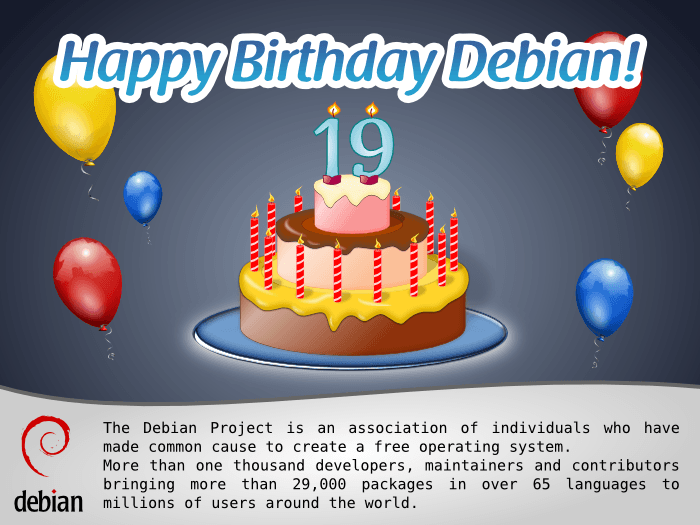 Happy Birthday Debian!
19
The Debian Project is an association of individuals who have
made common cause to create a free operating system.
More than one thousand developers, maintainers and contributors
bringing more than 29,000 packages in over 65 languages to
millions of users around the world.
debian